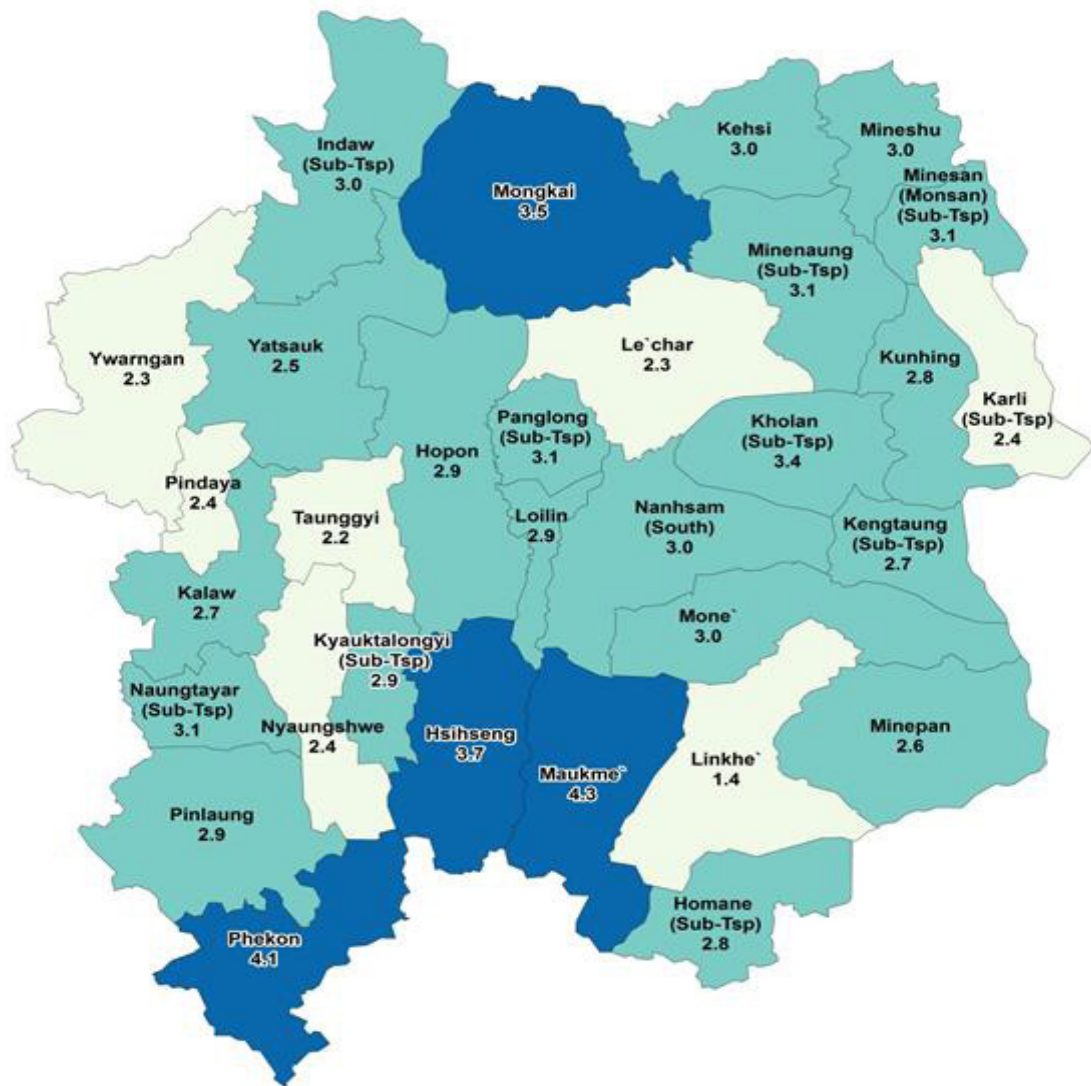 Indaw
(Sub-Tsp)
3.0
Mongkai
3.5
Kehsi
3.0
Mineshu
3.0
Minesan
(Monsan)
(Sub-Tsp)
3.1
Minenaung
(Sub-Tsp)
3.1
Ywarngan
2.3
Yatsauk
2.5
Le`char
2.3
Kunhing
2.8
Karli
(Sub-Tsp)
2.4
Panglong
(Sub-Tsp)
3.1
Kholan
(Sub-Tsp)
3.4
Hopon
2.9
Pindaya
2.4
Taunggyi
2.2
Loilin
2.9
Nanhsam
(South)
3.0
Kengtaung
(Sub-Tsp)
2.7
Kalaw
2.7
Mone`
3.0
Kyauktalongyi
(Sub-Tsp)
2.9
Naungtayar
(Sub-Tsp)
3.1
Nyaungshwe
2.4
Hsihseng
3.7
Maukme`
4.3
Linkhe`
1.4
Minepan
2.6
Pinlaung
2.9
Homane
(Sub-Tsp)
2.8
Phekon
4.1